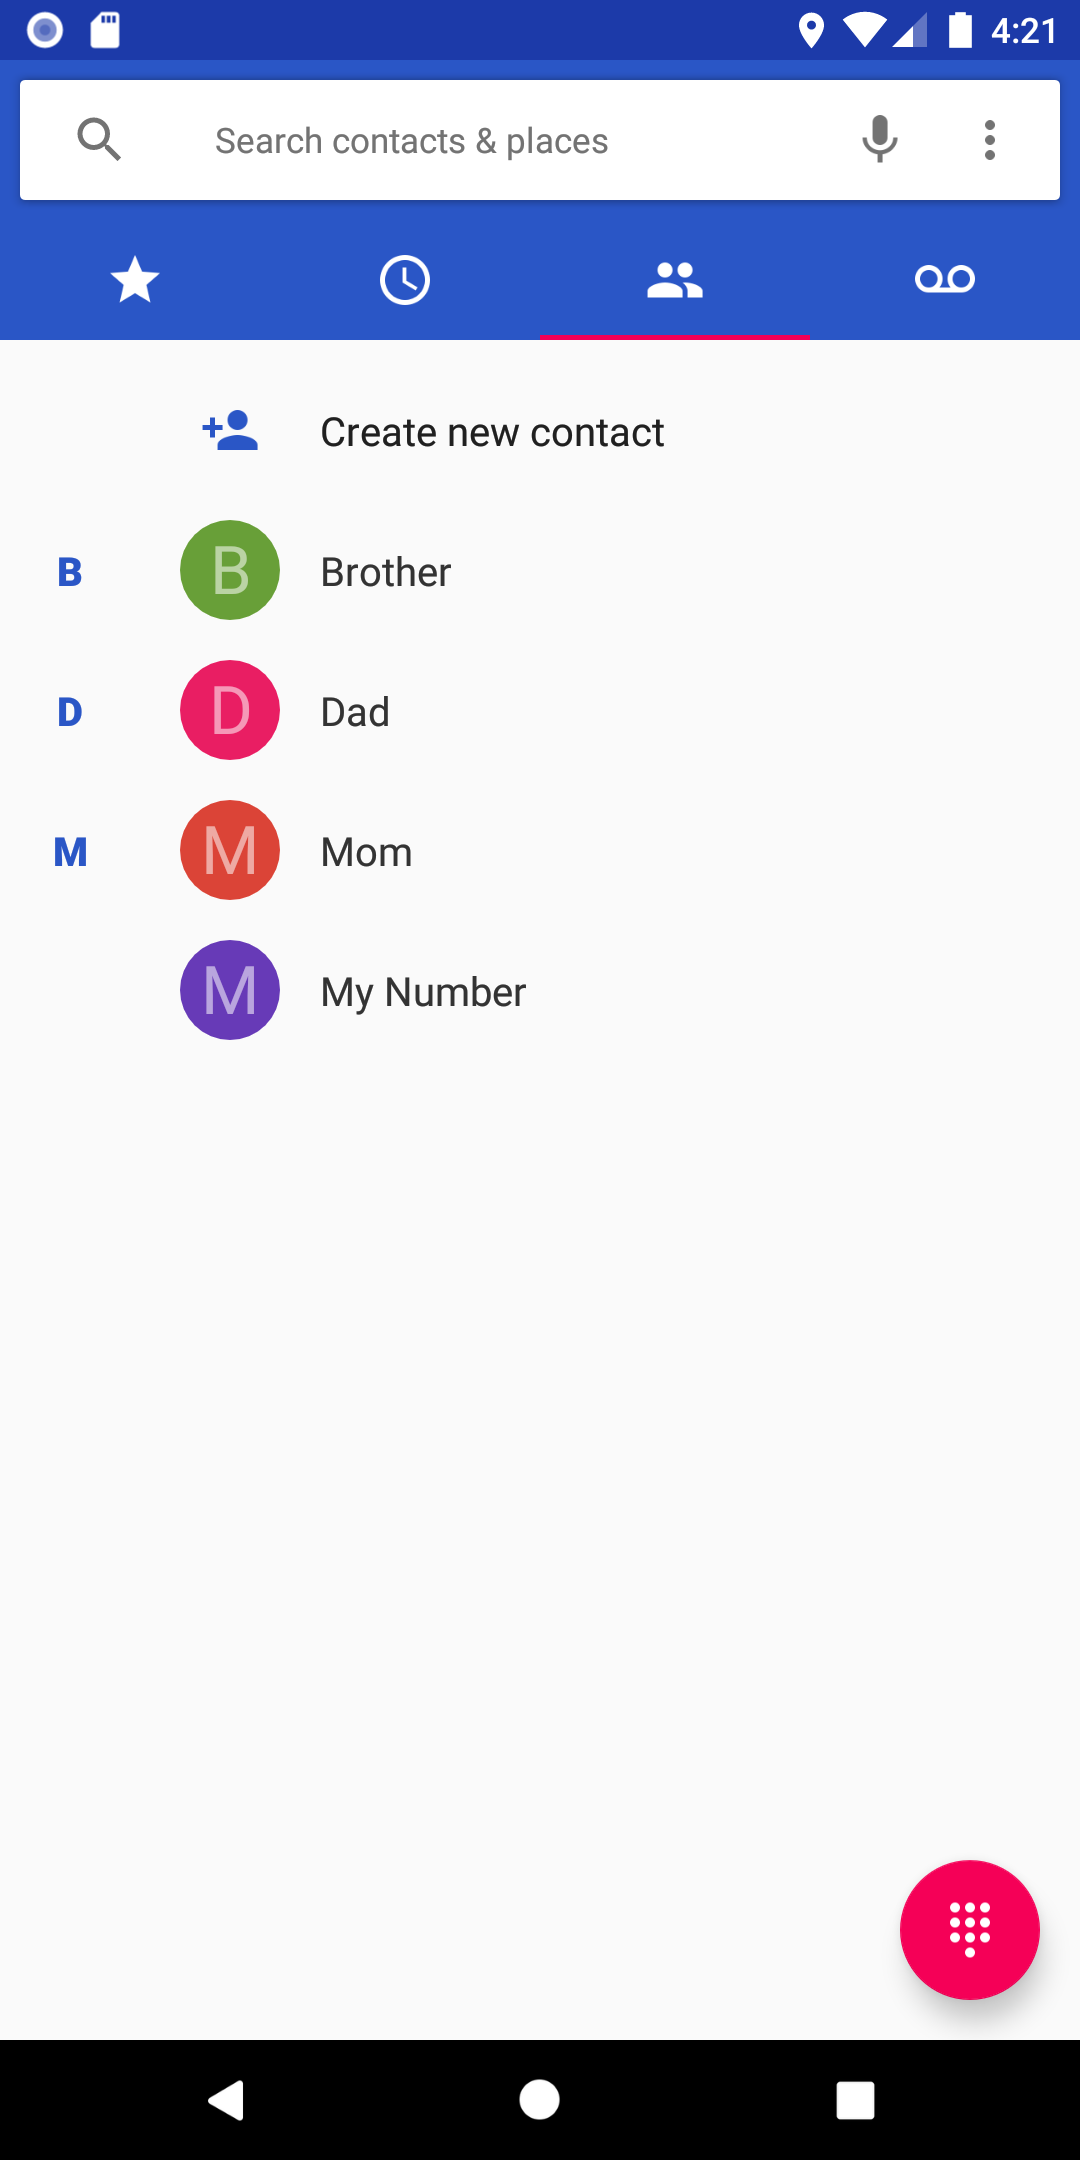 4:21
Search contacts & places
Create new contact
B B Brother
D D Dad
M M Mom
M My Number